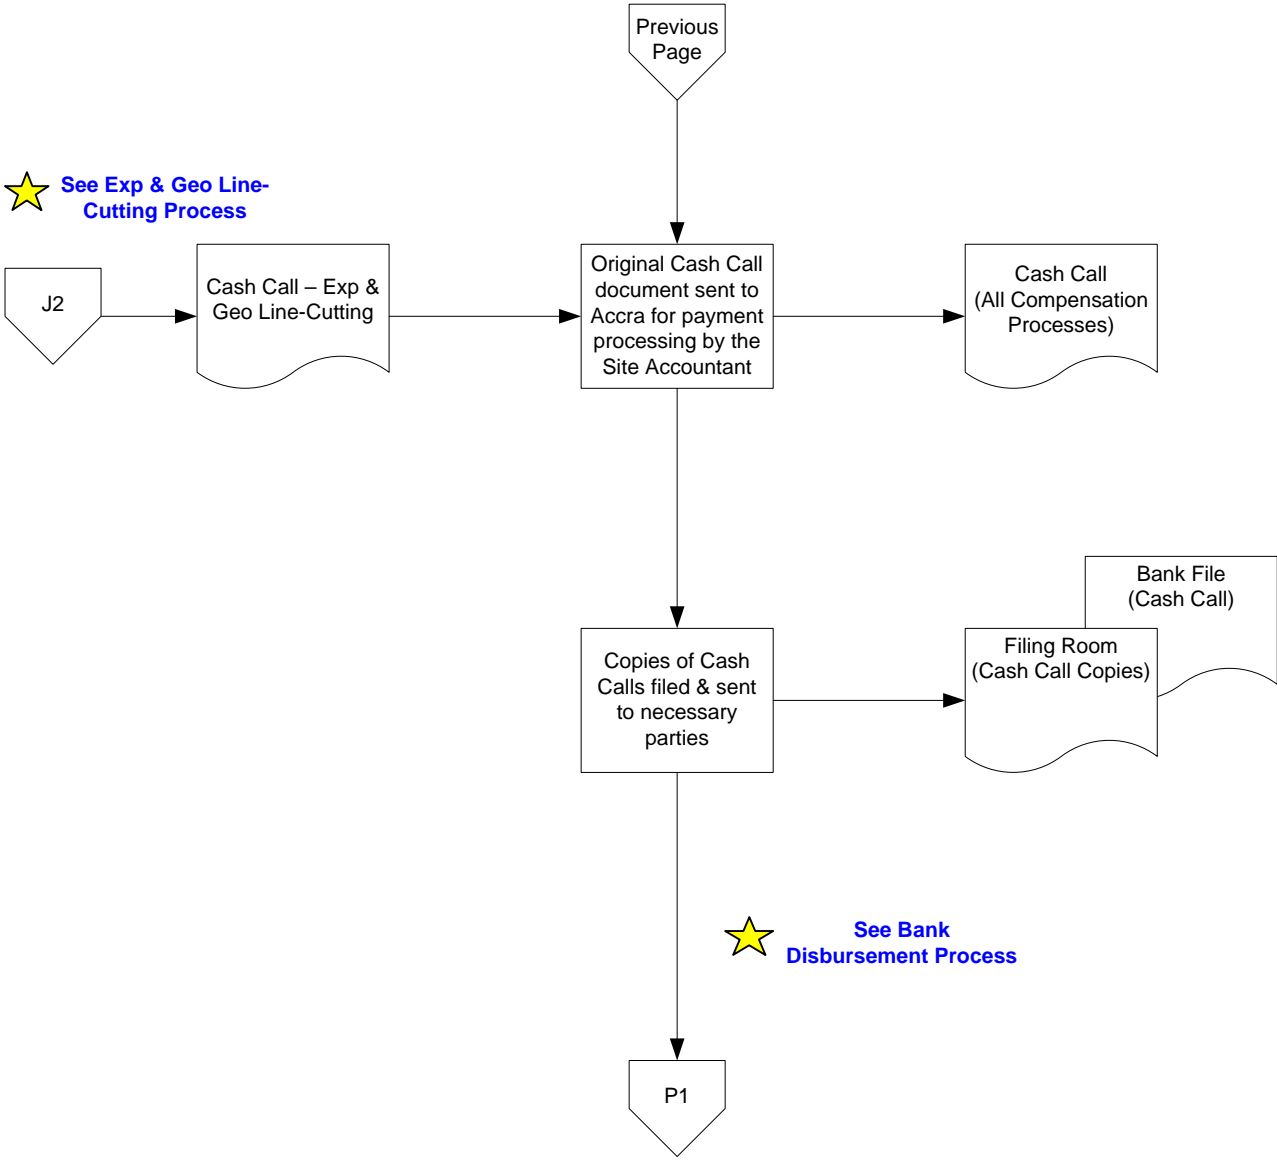 Previous
Page
See Exp & Geo Line-
Cutting Process
J2
Cash Call – Exp &
Geo Line-Cutting
Original Cash Call
document sent to
Accra for payment
processing by the
Site Accountant
Cash Call
(All Compensation
Processes)
Bank File
(Cash Call)
Copies of Cash
Calls filed & sent
to necessary
parties
Filing Room
(Cash Call Copies)
See Bank
Disbursement Process
P1